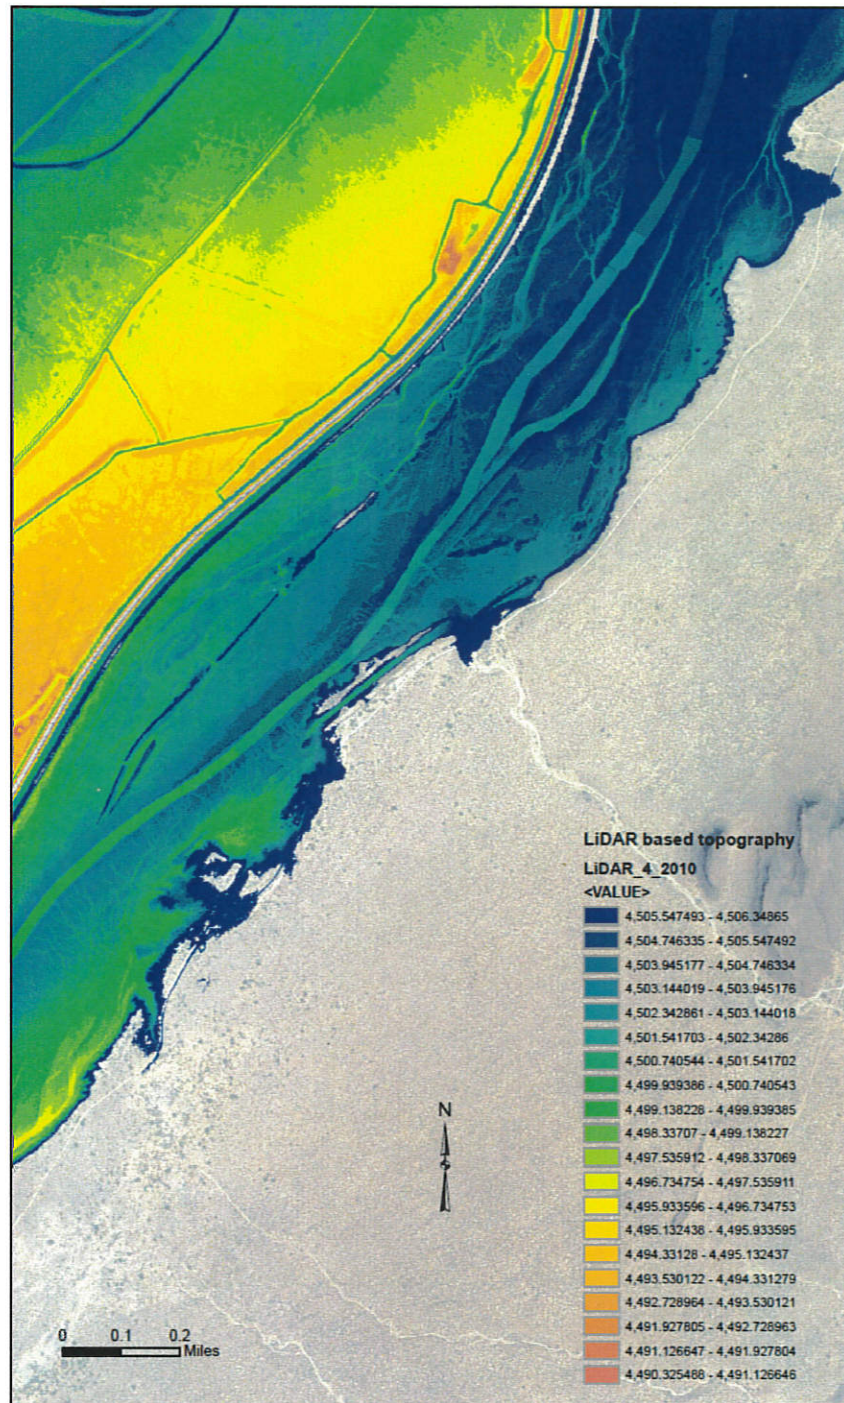 LiDAR based topography
LiDAR_4_2010
<VALUE>
4,505.547493 - 4,506.34865
4,504.746335 - 4,505.547492
4,503.945177 - 4,504.746334
4,503.144019 - 4,503.945176
4,502.342861 - 4,503.144018
4,501.541703 - 4,502.34286
4,500.740544 - 4,501.541702
4,499.939386 - 4,500.740543
4,499.138228 - 4,499.939385
4,498.33707 - 4,499.138227
4,497.535912 - 4,498.337069
4,496.734754 - 4,497.535911
4,495.933596 - 4,496.734753
4,495.132438 - 4,495.933595
4,494.33128 - 4,495.132437
4,493.530122 - 4,494.331279
4,492.728964 - 4,493.530121
4,491.927805 - 4,492.728963
4,491.126647 - 4,491.927804
4,490.325488 - 4,491.126646
N
0 0.1 0.2
Miles